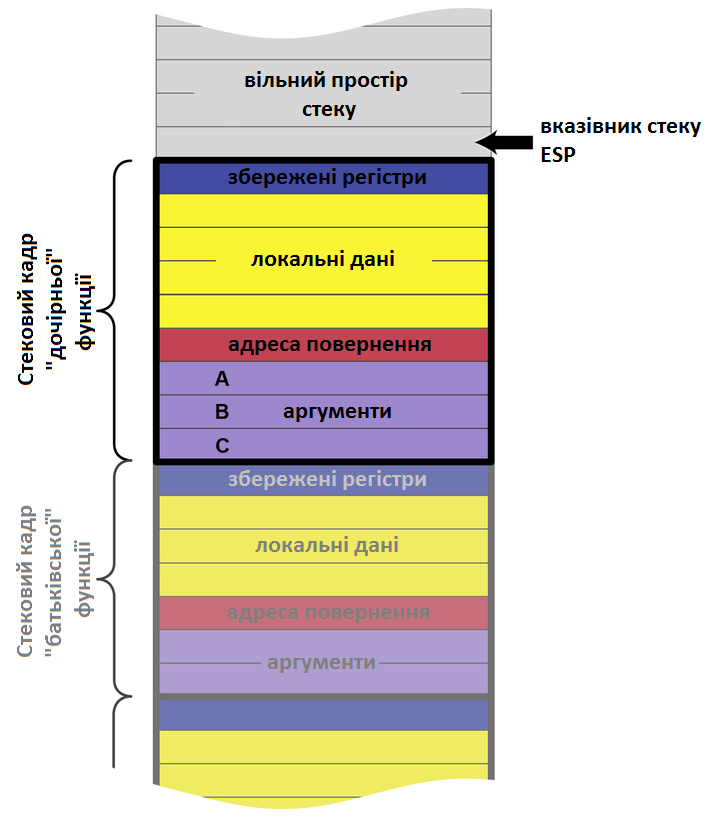 вільний простір
стеку
вказівник стеку
ESP
збережені регістри
локальні дані
адреса повернення
A
B аргументи
C
Стековий кадр
"дочірньої"
функції
збережені регістри
локальні дані
адреса повернення
аргументи
Стековий кадр
"батьківської"
функції